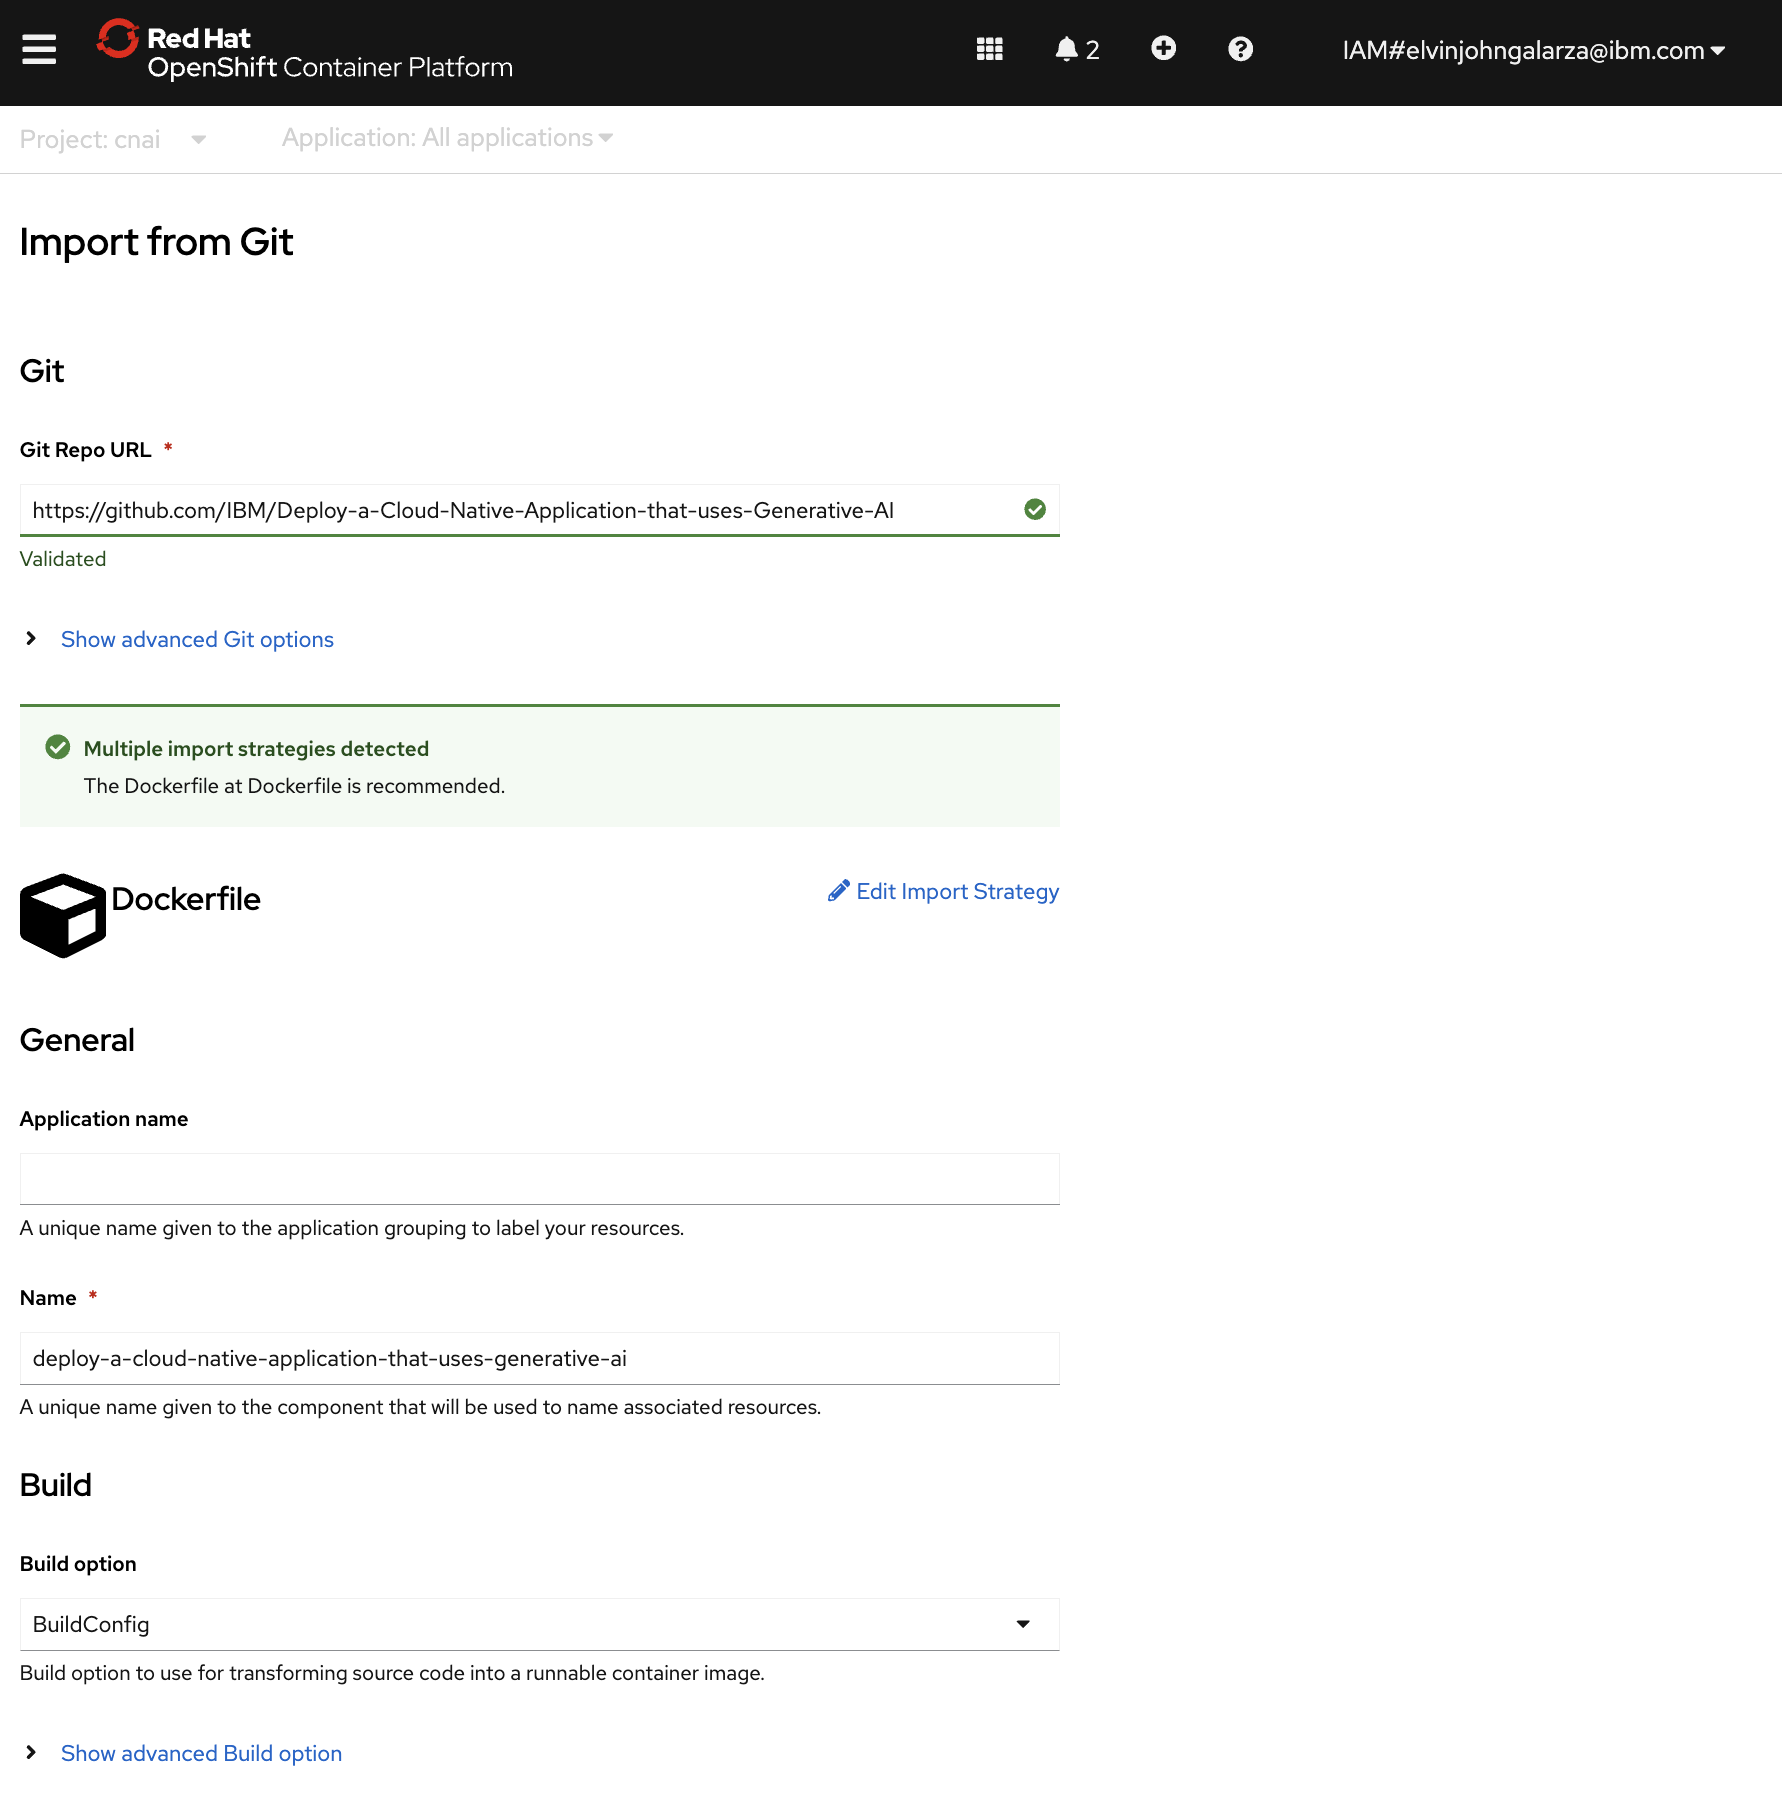 Red Hat
OpenShift Container Platform
2
IAM#elvinjohngalarza@ibm.com
Project: cnai
Application: All applications
Import from Git
Git
Git Repo URL *
https://github.com/IBM/Deploy-a-Cloud-Native-Application-that-uses-Generative-AI
Validated
Show advanced Git options
Multiple import strategies detected
The Dockerfile at Dockerfile is recommended.
Dockerfile
Edit Import Strategy
General
Application name
A unique name given to the application grouping to label your resources.
Name *
deploy-a-cloud-native-application-that-uses-generative-ai
A unique name given to the component that will be used to name associated resources.
Build
Build option
BuildConfig
Build option to use for transforming source code into a runnable container image.
Show advanced Build option